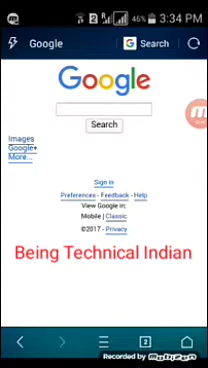 46% 3:34 PM
Google Search
Google
Search
Images
Google+
More...
Sign in
Preferences - Feedback - Help
View Google in:
Mobile | Classic
©2017 - Privacy
Being Technical Indian
2
Recorded by Mobizen